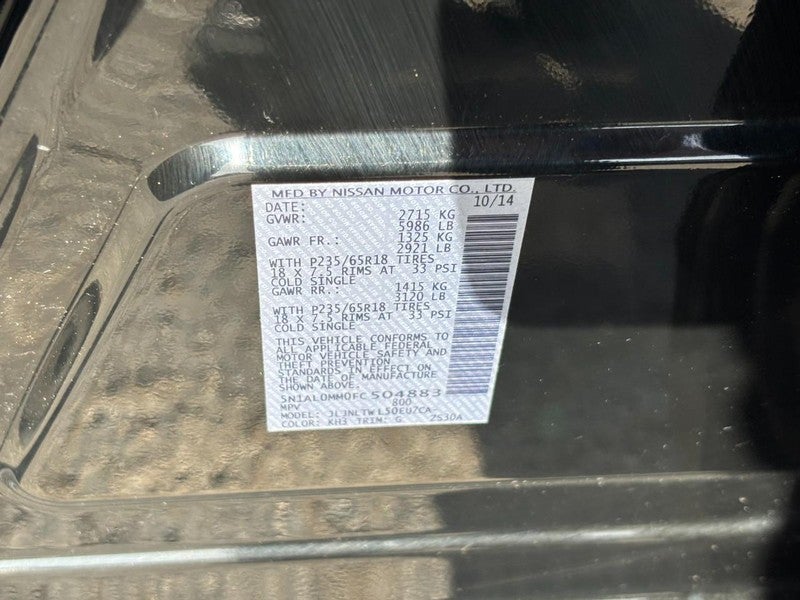 MFD BY NISSAN MOTOR CO., LTD.
DATE: 10/14
GVWR: 2715 KG
5986 LB
GAWR FR.: 1325 KG
2921 LB
WITH P235/65R18 TIRES
18 X 7.5 RIMS AT 33 PSI
COLD SINGLE
GAWR RR.: 1415 KG
3120 LB
WITH P235/65R18 TIRES
18 X 7.5 RIMS AT 33 PSI
COLD SINGLE
THIS VEHICLE CONFORMS TO
ALL APPLICABLE FEDERAL
MOTOR VEHICLE SAFETY AND
THEFT PREVENTION
STANDARDS IN EFFECT ON
THE DATE OF MANUFACTURE
SHOWN ABOVE.
5N1AL0MM0FC504883
MPV 800
MODEL: JLJNLTWL50EU7CA
COLOR: KH3 TRIM: G ZS30A